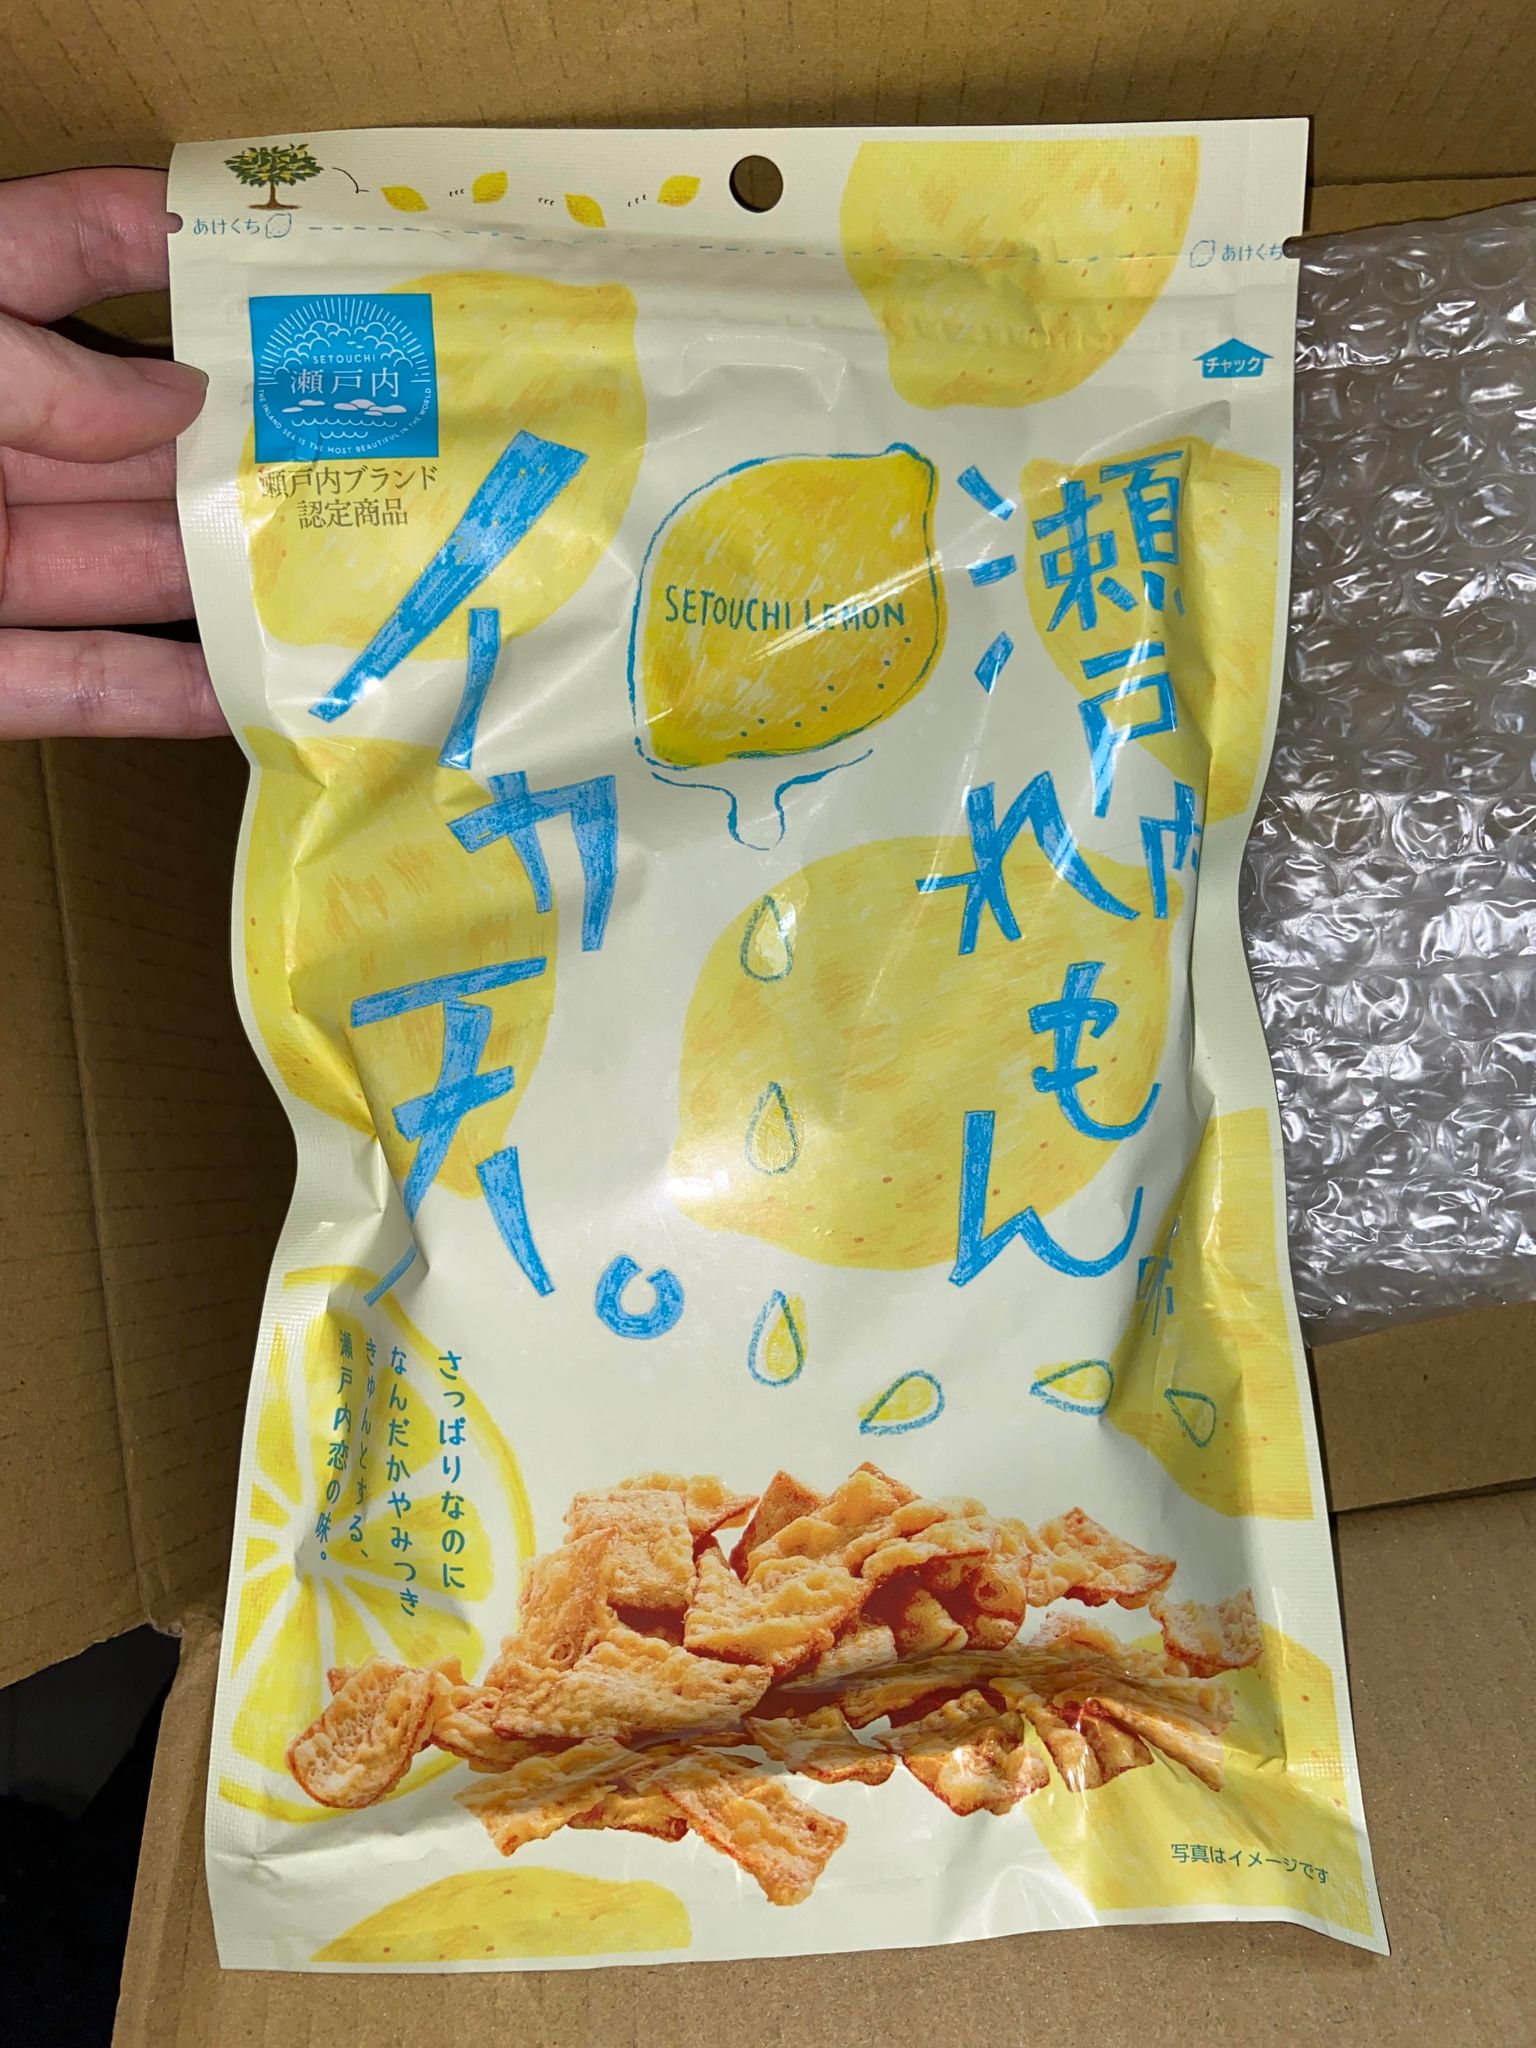 あけくち
あけくち
チャック
SETOUCHI
瀬戸内
THE INLAND SEA IS THE MOST BEAUTIFUL IN THE WORLD
瀬戸内ブランド
認定商品
SETOUCHI LEMON
瀬戸内
れもん味
イカ天。
さっぱりなのに
なんだかやみつき
きゅんとする、
瀬戸内恋の味。
写真はイメージです